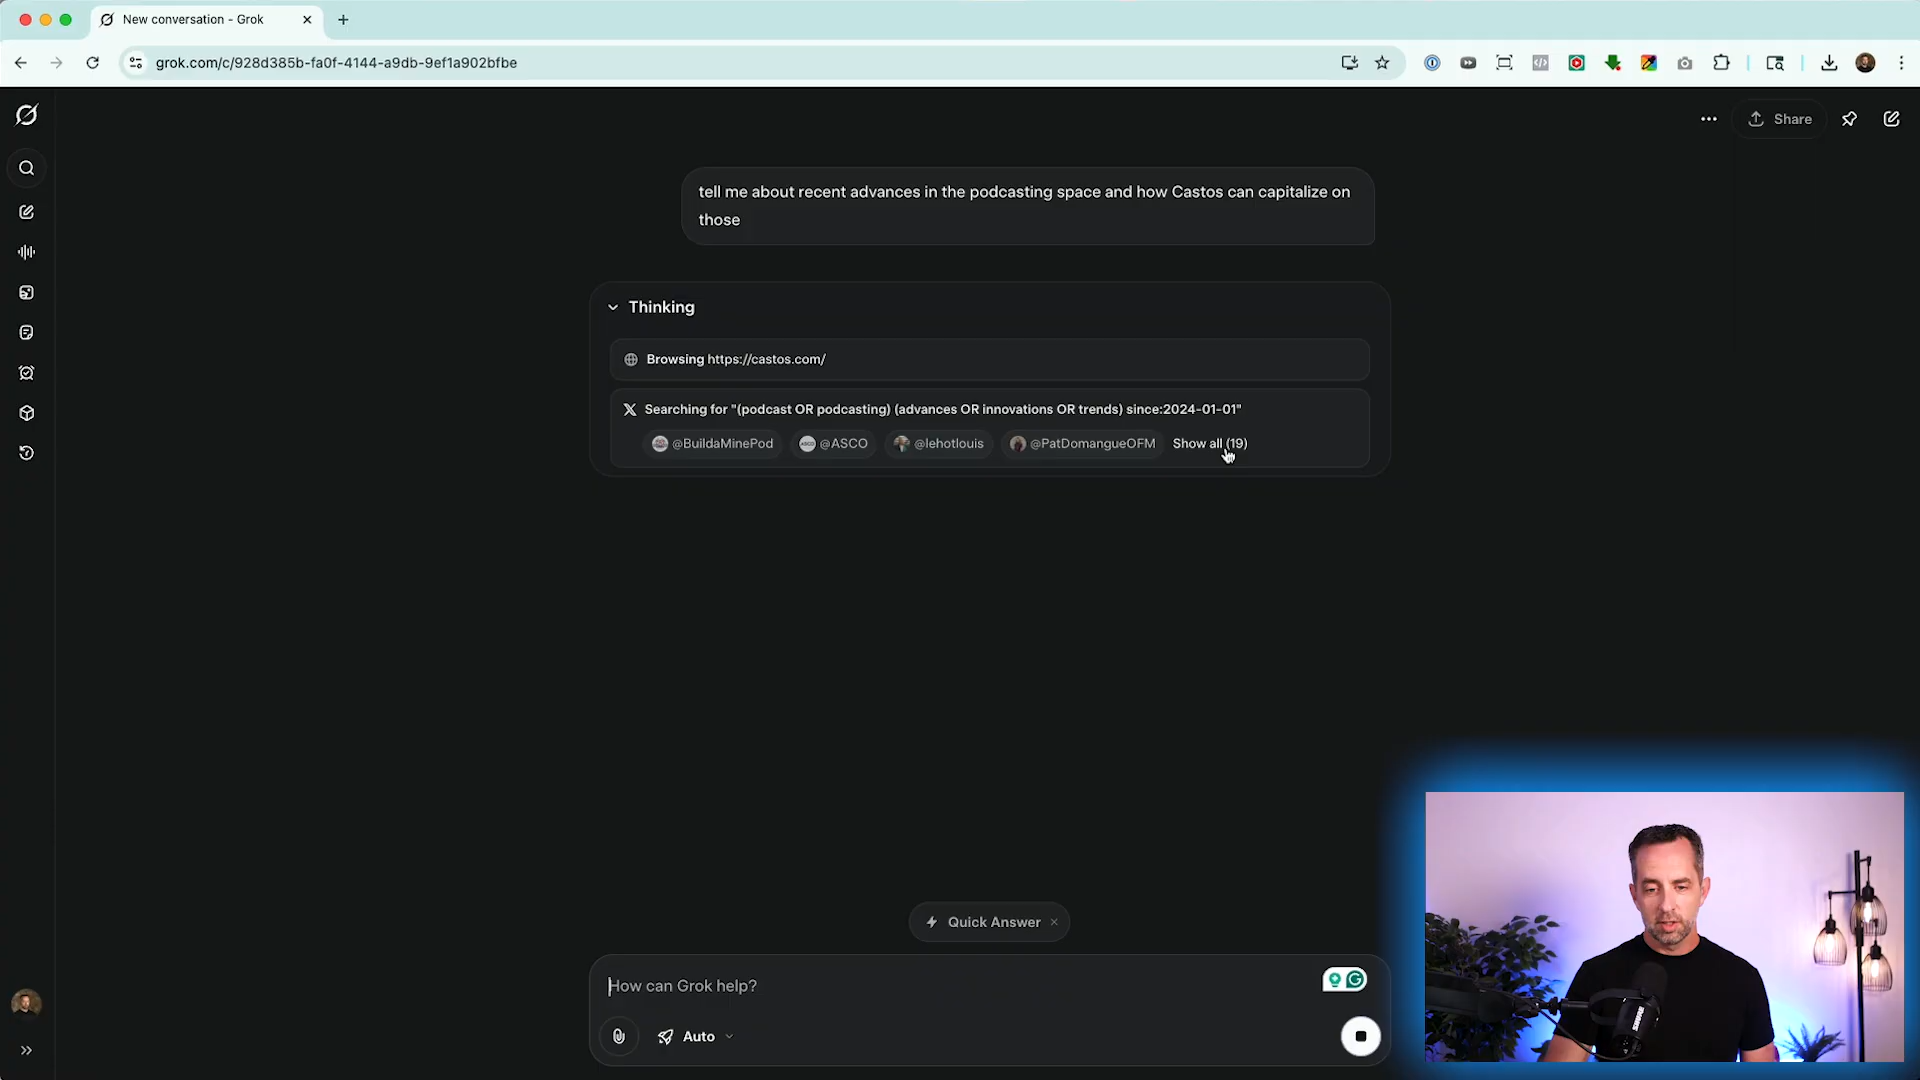 New conversation - Grok
grok.com/c/928d385b-fa0f-4144-a9db-9ef1a902bfbe
Share
tell me about recent advances in the podcasting space and how Castos can capitalize on
those
Thinking
Browsing https://castos.com/
Searching for "(podcast OR podcasting) (advances OR innovations OR trends) since:2024-01-01"
@BuildaMinePod @ASCO @lehotlouis @PatDomangueOFM Show all (19)
Quick Answer
How can Grok help?
Auto